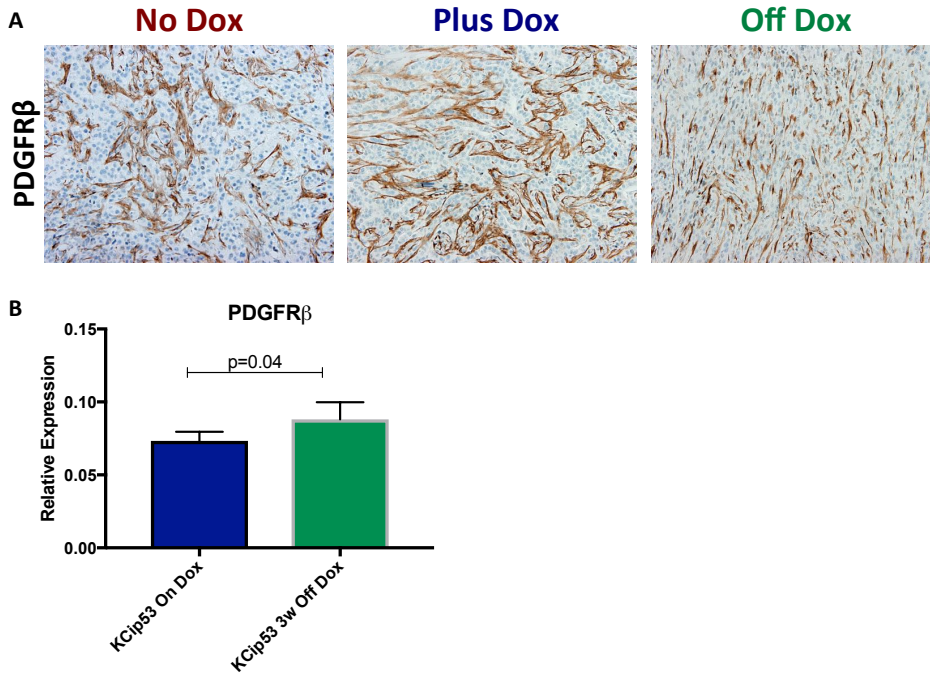 A
No Dox
Plus Dox
Off Dox
PDGFRβ
B
PDGFRβ
0.15
p=0.04
0.10
0.05
0.00
Relative Expression
KCip53 On Dox
KCip53 3w Off Dox